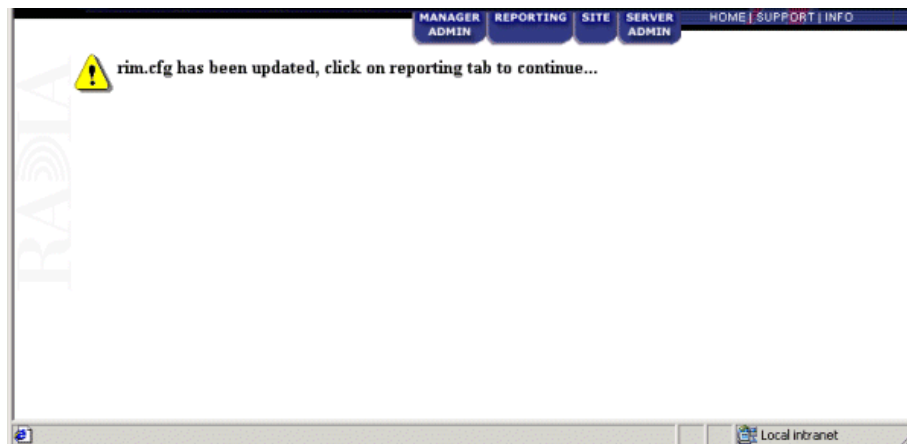 MANAGER ADMIN REPORTING SITE SERVER ADMIN HOME | SUPPORT | INFO
rim.cfg has been updated, click on reporting tab to continue...
RADIA
Local intranet